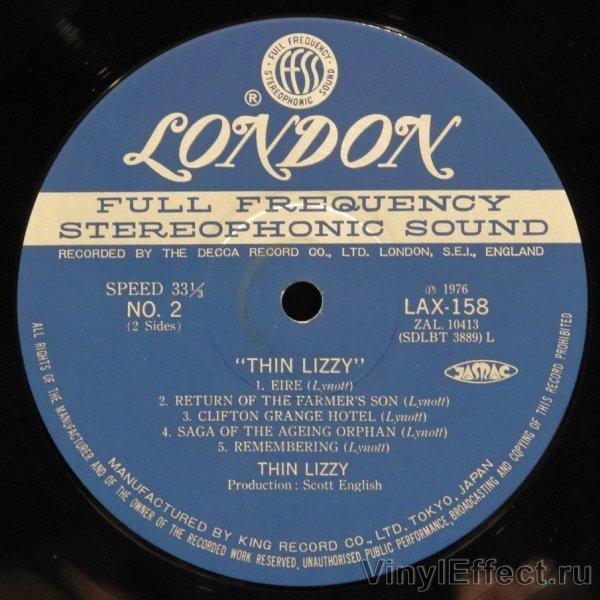 FULL FREQUENCY
ffss
STEREOPHONIC SOUND
®
LONDON
FULL FREQUENCY
STEREOPHONIC SOUND
RECORDED BY THE DECCA RECORD CO., LTD. LONDON, S.E.I., ENGLAND
SPEED 33⅓
NO. 2
(2 Sides)
℗ 1976
LAX-158
ZAL. 10413
(SDLBT 3889) L
JASRAC
"THIN LIZZY"
1. EIRE (Lynott)
2. RETURN OF THE FARMER'S SON (Lynott)
3. CLIFTON GRANGE HOTEL (Lynott)
4. SAGA OF THE AGEING ORPHAN (Lynott)
5. REMEMBERING (Lynott)
THIN LIZZY
Production : Scott English
MANUFACTURED BY KING RECORD CO., LTD. TOKYO, JAPAN
ALL RIGHTS OF THE MANUFACTURER AND OF THE OWNER OF THE RECORDED WORK RESERVED, UNAUTHORISED PUBLIC PERFORMANCE, BROADCASTING AND COPYING OF THIS RECORD PROHIBITED
VinylEffect.ru